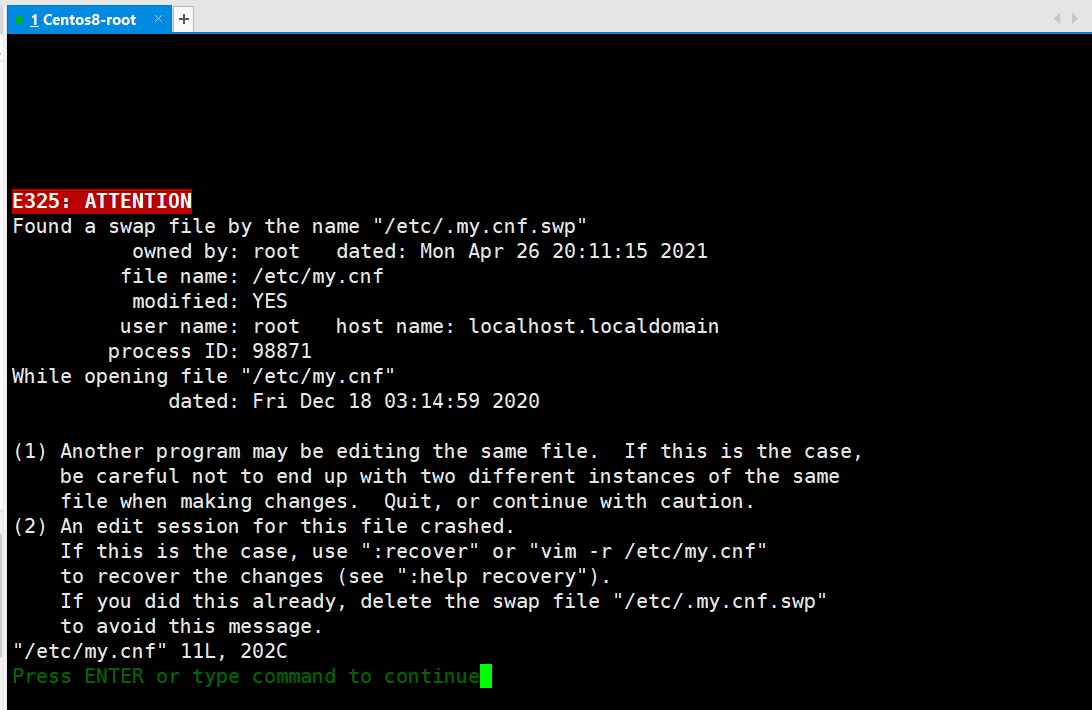 1 Centos8-root × +
E325: ATTENTION
Found a swap file by the name "/etc/.my.cnf.swp"
          owned by: root   dated: Mon Apr 26 20:11:15 2021
         file name: /etc/my.cnf
          modified: YES
         user name: root   host name: localhost.localdomain
        process ID: 98871
While opening file "/etc/my.cnf"
             dated: Fri Dec 18 03:14:59 2020
(1) Another program may be editing the same file.  If this is the case,
    be careful not to end up with two different instances of the same
    file when making changes.  Quit, or continue with caution.
(2) An edit session for this file crashed.
    If this is the case, use ":recover" or "vim -r /etc/my.cnf"
    to recover the changes (see ":help recovery").
    If you did this already, delete the swap file "/etc/.my.cnf.swp"
    to avoid this message.
"/etc/my.cnf" 11L, 202C
Press ENTER or type command to continue